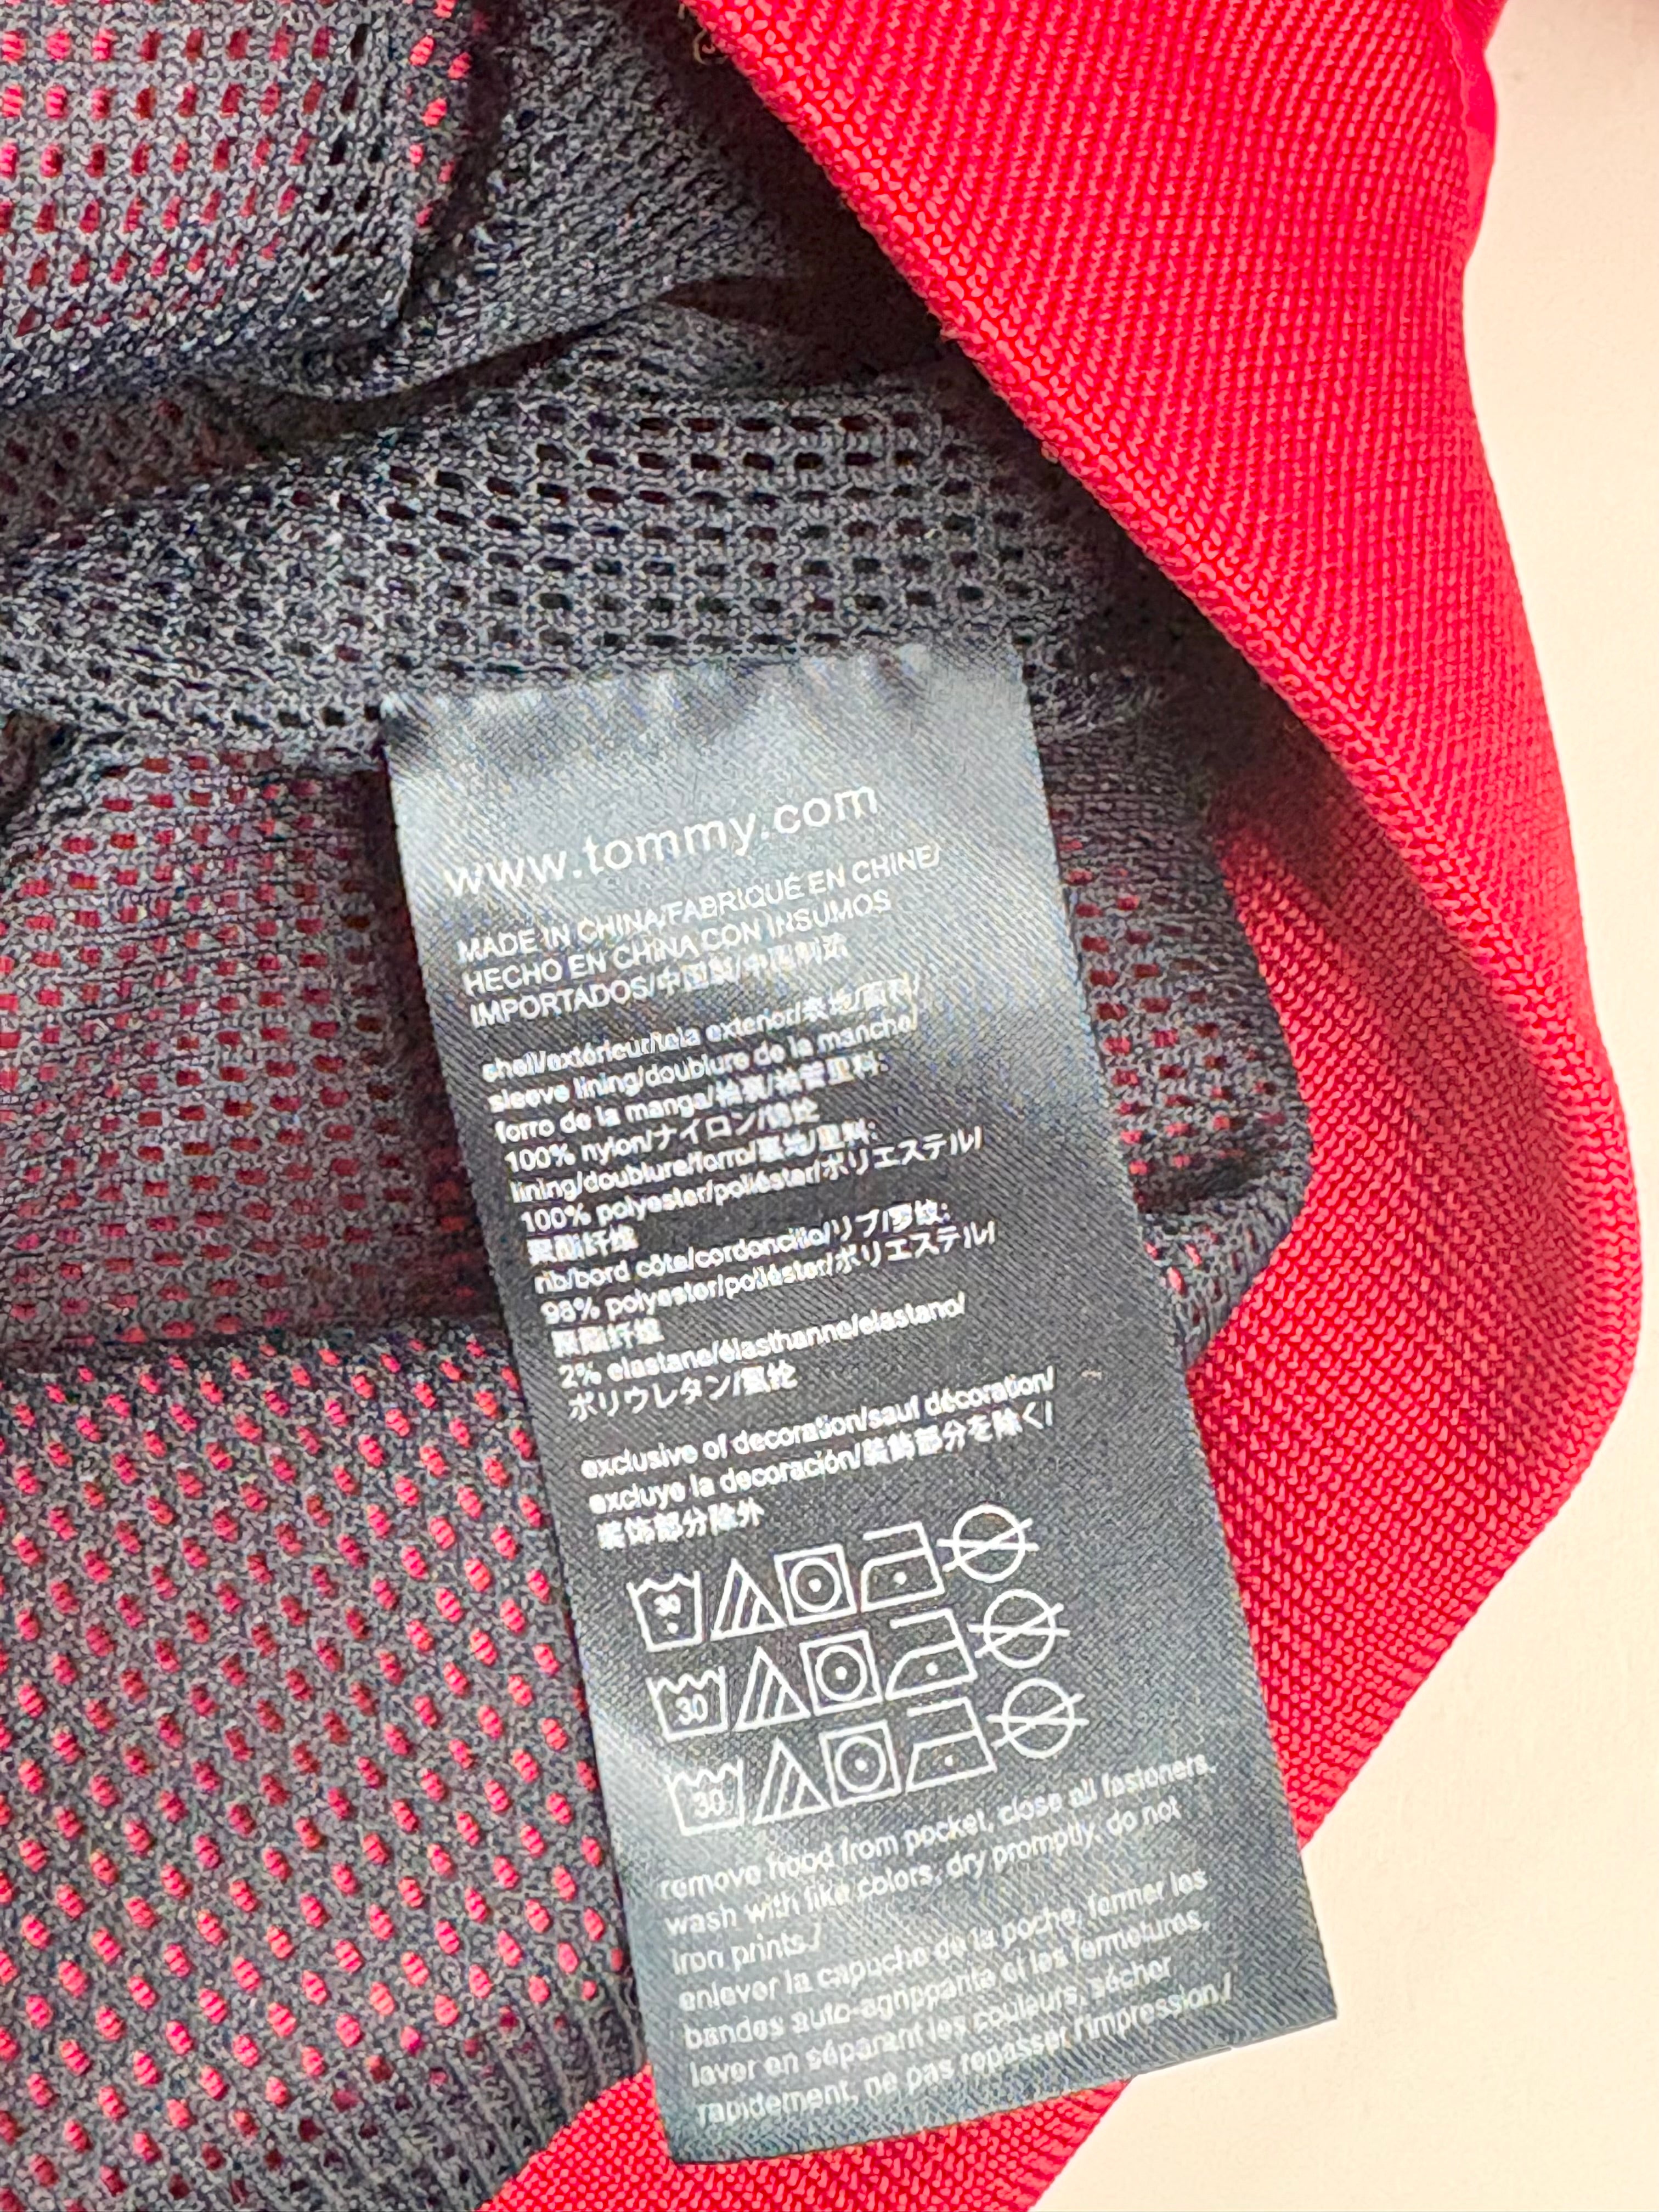 www.tommy.com
MADE IN CHINA/FABRIQUÉ EN CHINE/
HECHO EN CHINA CON INSUMOS
IMPORTADOS/中国製/中国制造
shell/extérieur/tela exterior/表地/面料/
sleeve lining/doublure de la manche/
forro de la manga/袖裏/袖管里料:
100% nylon/ナイロン/锦纶
lining/doublure/forro/裏地/里料:
100% polyester/poliéster/ポリエステル/
聚酯纤维
rib/bord côte/cordoncillo/リブ/罗纹:
98% polyester/poliéster/ポリエステル/
聚酯纤维
2% elastane/élasthanne/elastano/
ポリウレタン/氨纶
exclusive of decoration/sauf décoration/
excluye la decoración/装飾部分を除く/
装饰部分除外
30
30
30
remove hood from pocket, close all fasteners,
wash with like colors, dry promptly, do not
iron prints./
enlever la capuche de la poche, fermer les
bandes auto-agrippants et les fermetures,
laver en séparant les couleurs, sécher
rapidement, ne pas repasser l'impression./